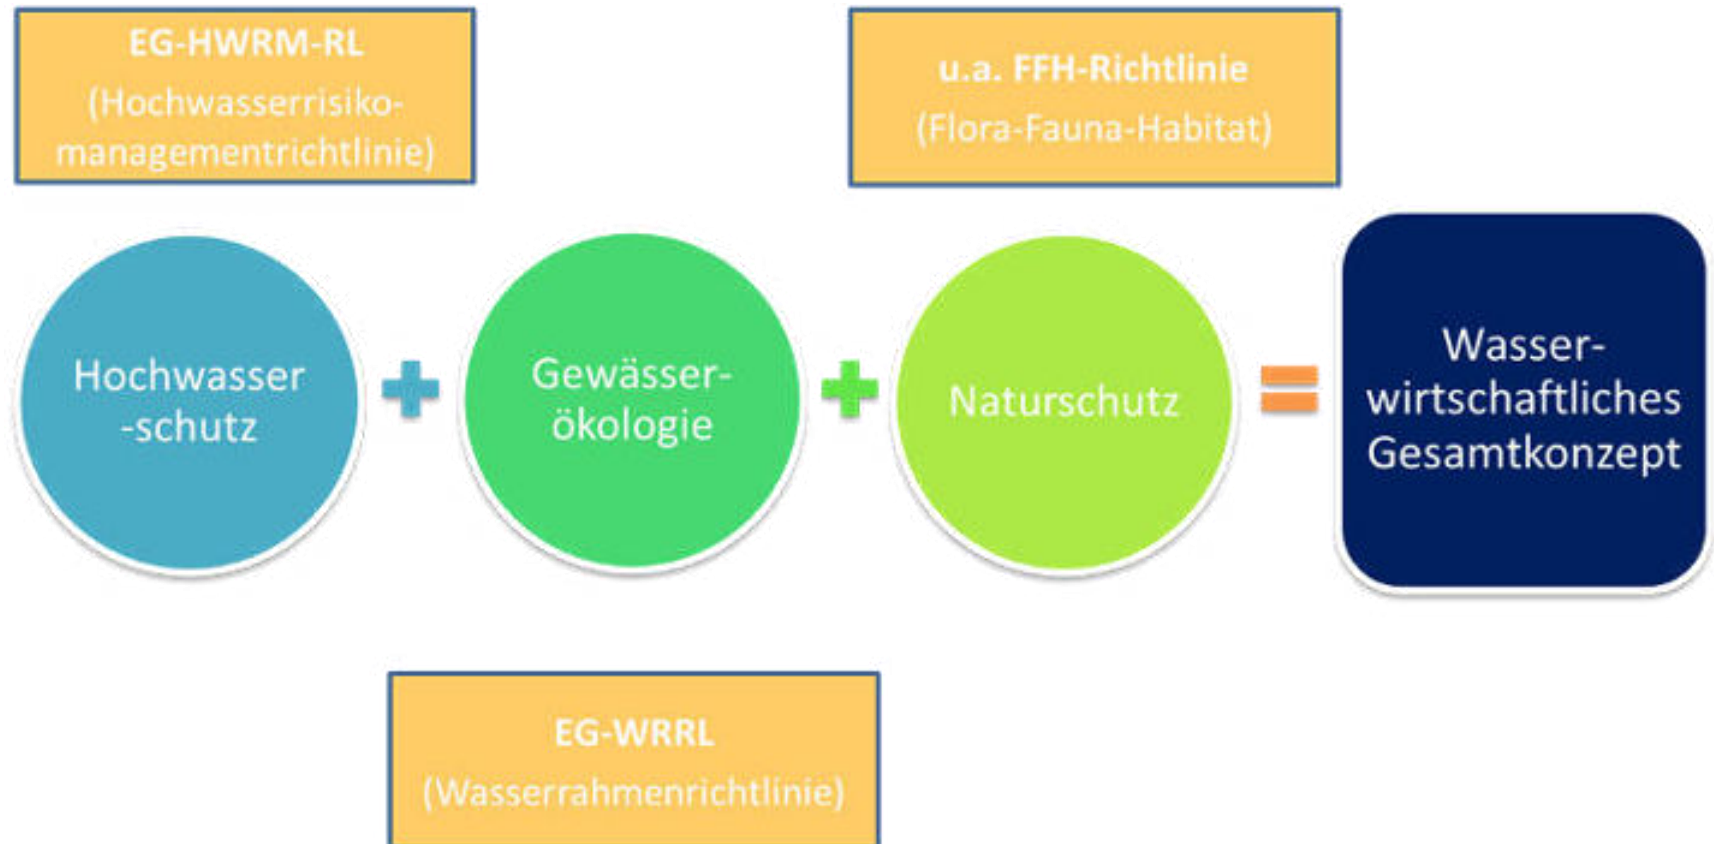 EG-HWRM-RL
(Hochwasserrisiko-
managementrichtlinie)
u.a. FFH-Richtlinie
(Flora-Fauna-Habitat)
Hochwasser
-schutz
Gewässer-
ökologie
Naturschutz
Wasser-
wirtschaftliches
Gesamtkonzept
EG-WRRL
(Wasserrahmenrichtlinie)